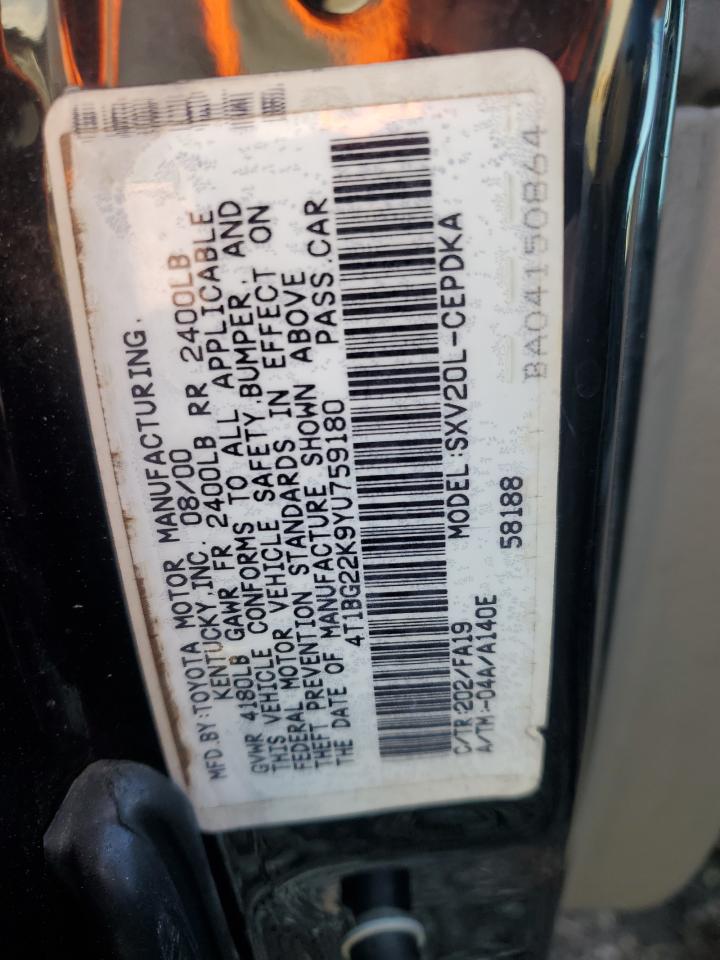 MFD.BY:TOYOTA MOTOR MANUFACTURING.
KENTUCKY,INC. 08/00
GVWR 4180LB GAWR FR 2400LB RR 2400LB
THIS VEHICLE CONFORMS TO ALL APPLICABLE
FEDERAL MOTOR VEHICLE SAFETY,BUMPER, AND
THEFT PREVENTION STANDARDS IN EFFECT ON
THE DATE OF MANUFACTURE SHOWN ABOVE
4T1BG22K9YU759180 PASS.CAR
MODEL:SXV20L-CEPDKA
C/TR:202/FA19
A/TM:-04A/A140E
58188
BA04150864